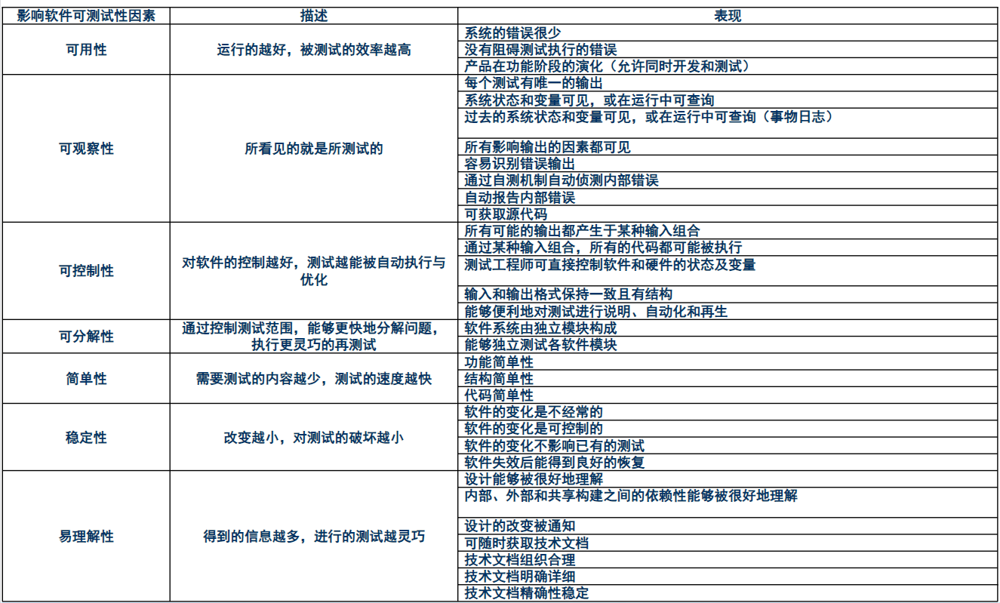 影响软件可测试性因素
描述
表现
可用性
运行的越好，被测试的效率越高
系统的错误很少
没有阻碍测试执行的错误
产品在功能阶段的演化（允许同时开发和测试）
可观察性
所看见的就是所测试的
每个测试有唯一的输出
系统状态和变量可见，或在运行中可查询
过去的系统状态和变量可见，或在运行中可查询（事物日志）
所有影响输出的因素都可见
容易识别错误输出
通过自测机制自动侦测内部错误
自动报告内部错误
可获取源代码
可控制性
对软件的控制越好，测试越能被自动执行与
优化
所有可能的输出都产生于某种输入组合
通过某种输入组合，所有的代码都可能被执行
测试工程师可直接控制软件和硬件的状态及变量
输入和输出格式保持一致且有结构
能够便利地对测试进行说明、自动化和再生
可分解性
通过控制测试范围，能够更快地分解问题，
执行更灵巧的再测试
软件系统由独立模块构成
能够独立测试各软件模块
简单性
需要测试的内容越少，测试的速度越快
功能简单性
结构简单性
代码简单性
稳定性
改变越小，对测试的破坏越小
软件的变化是不经常的
软件的变化是可控制的
软件的变化不影响已有的测试
软件失效后能得到良好的恢复
易理解性
得到的信息越多，进行的测试越灵巧
设计能够被很好地理解
内部、外部和共享构建之间的依赖性能够被很好地理解
设计的改变被通知
可随时获取技术文档
技术文档组织合理
技术文档明确详细
技术文档精确性稳定